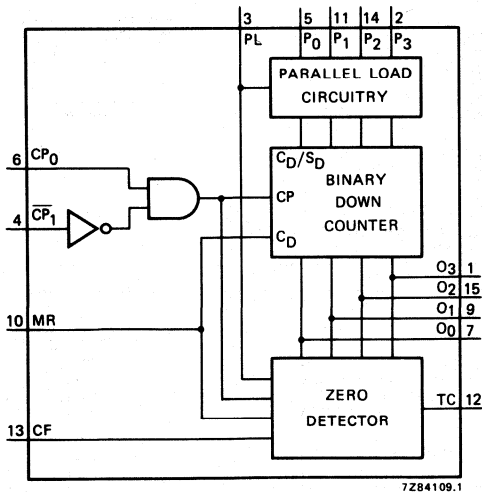 3 5 11 14 2
PL P0 P1 P2 P3
PARALLEL LOAD
CIRCUITRY
6 CP0
CD/SD
BINARY
DOWN
COUNTER
CP
4 C̅P̅1
CD
O3 1
O2 15
O1 9
O0 7
10 MR
ZERO
DETECTOR
TC 12
13 CF
7Z84109.1